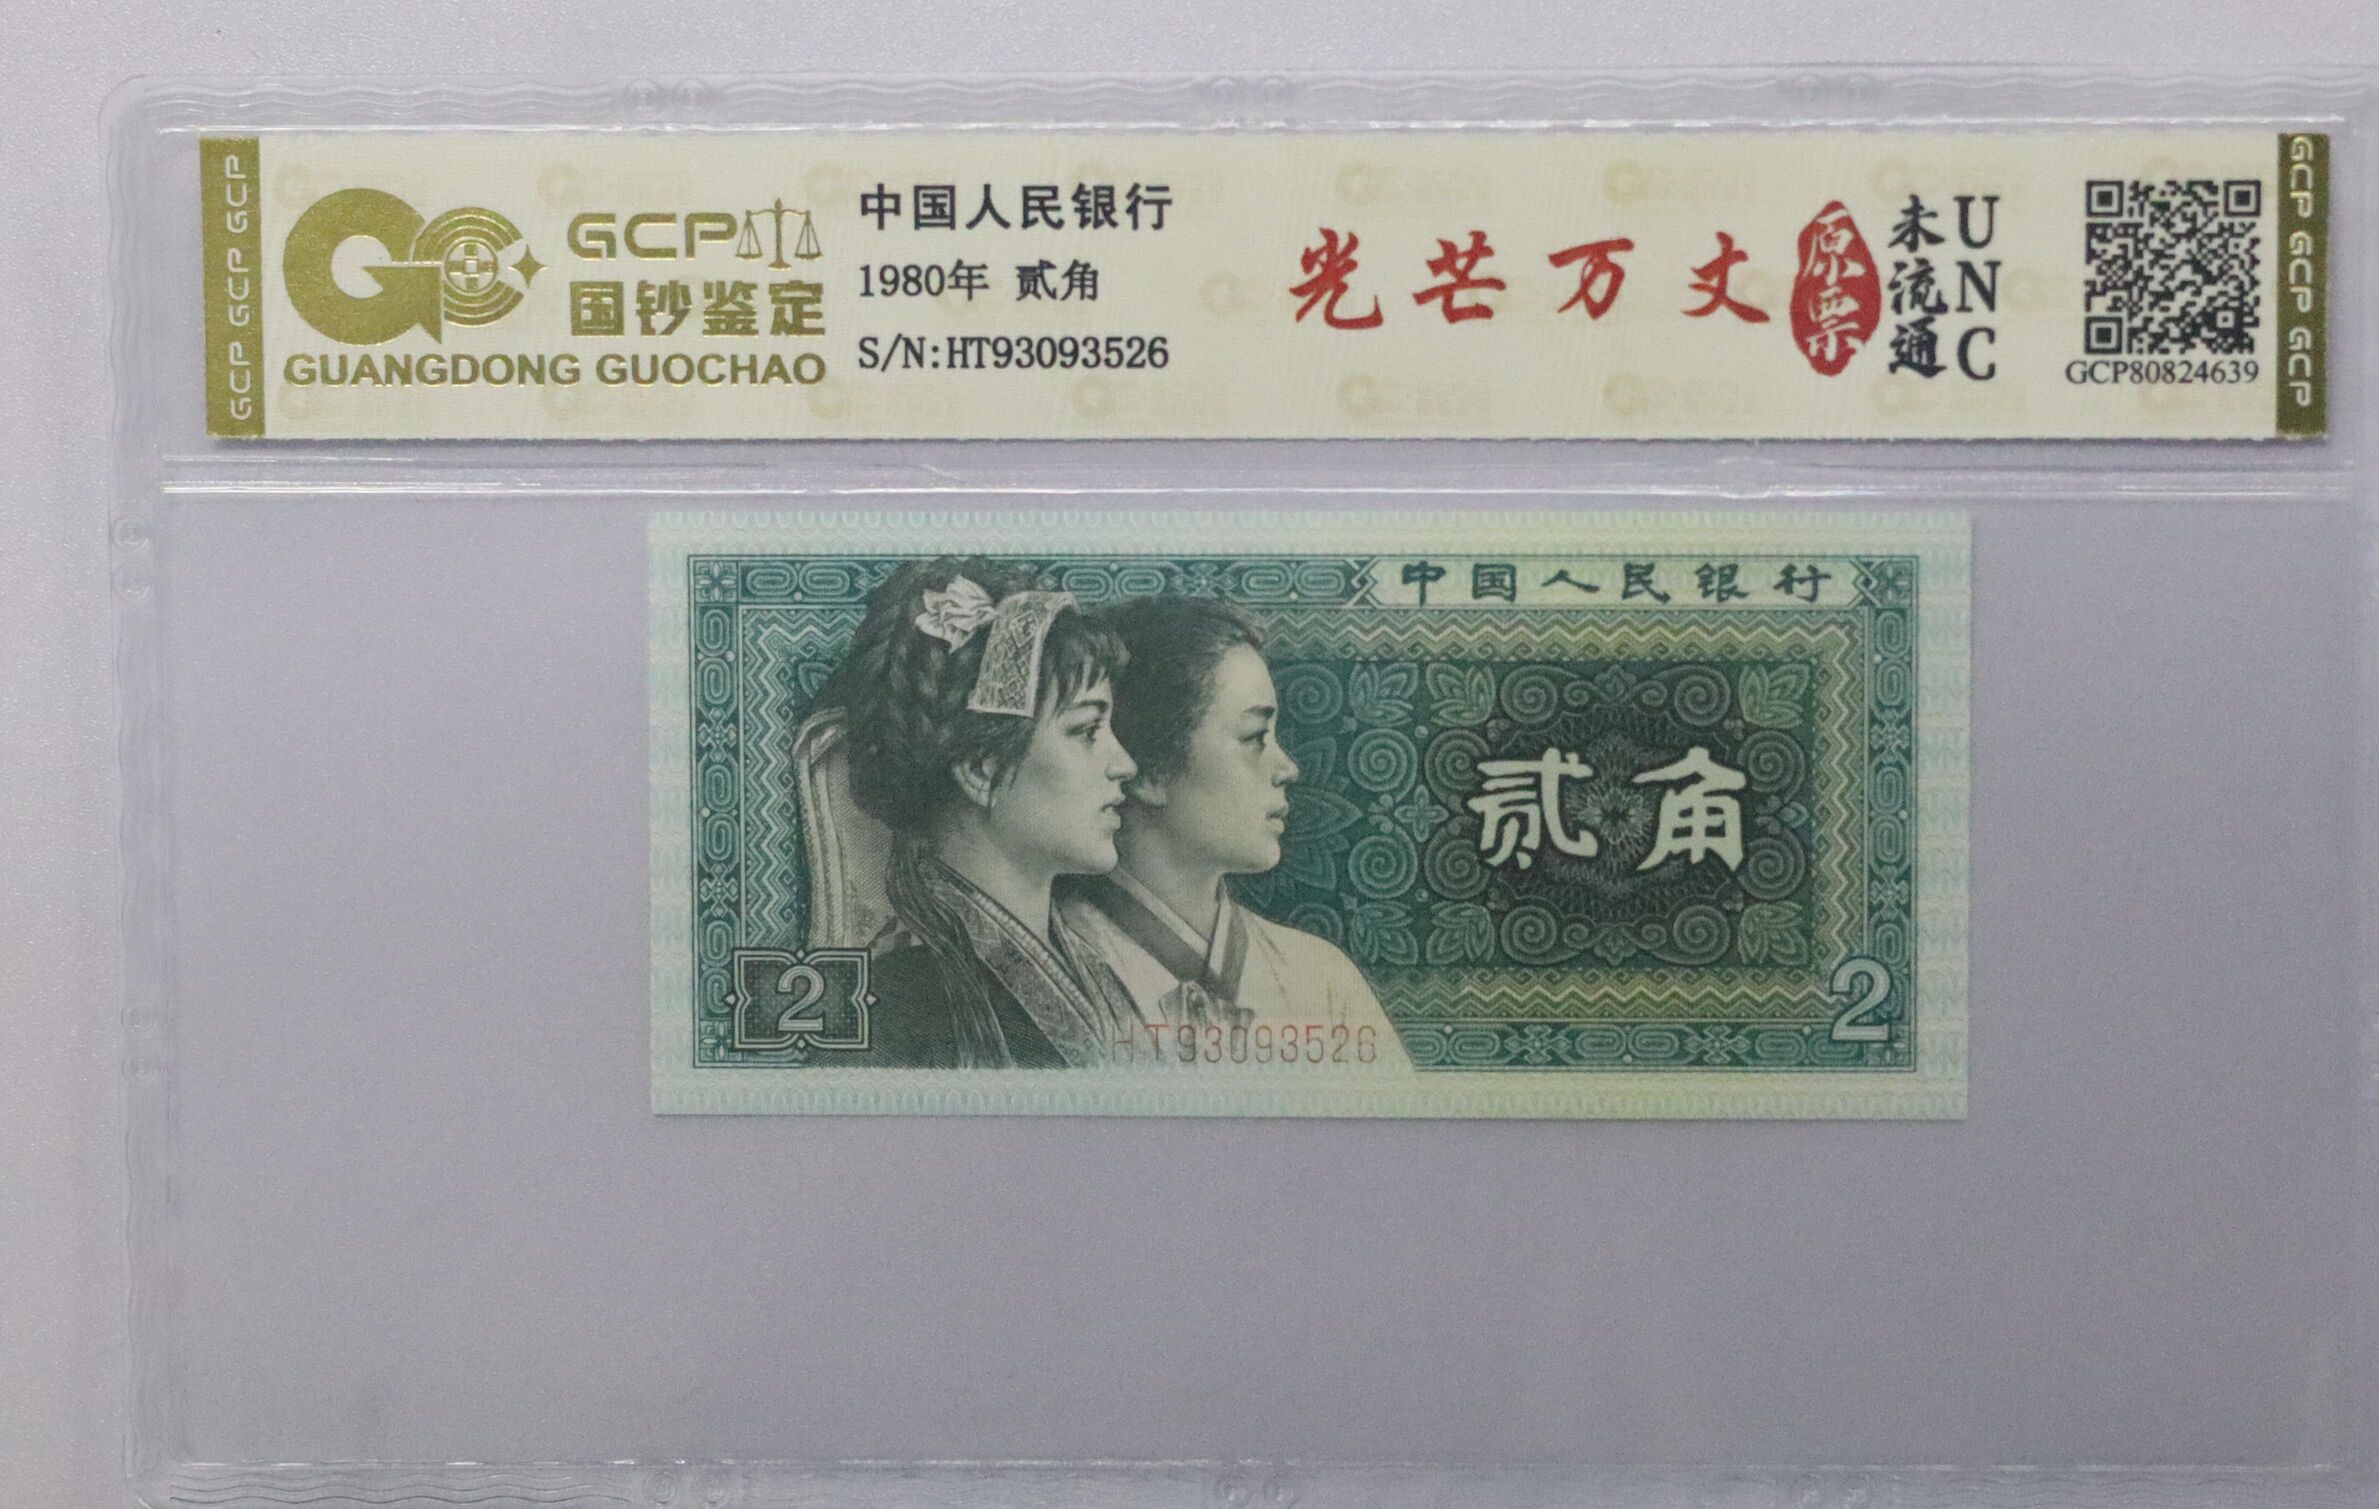 GCP GCP GCP
GCP
国钞鉴定
GUANGDONG GUOCHAO
中国人民银行
1980年 贰角
S/N:HT93093526
光芒万丈
原票
未流通
UNC
GCP80824639
GCP GCP GCP
中国人民银行
贰角
2
2
HT93093526